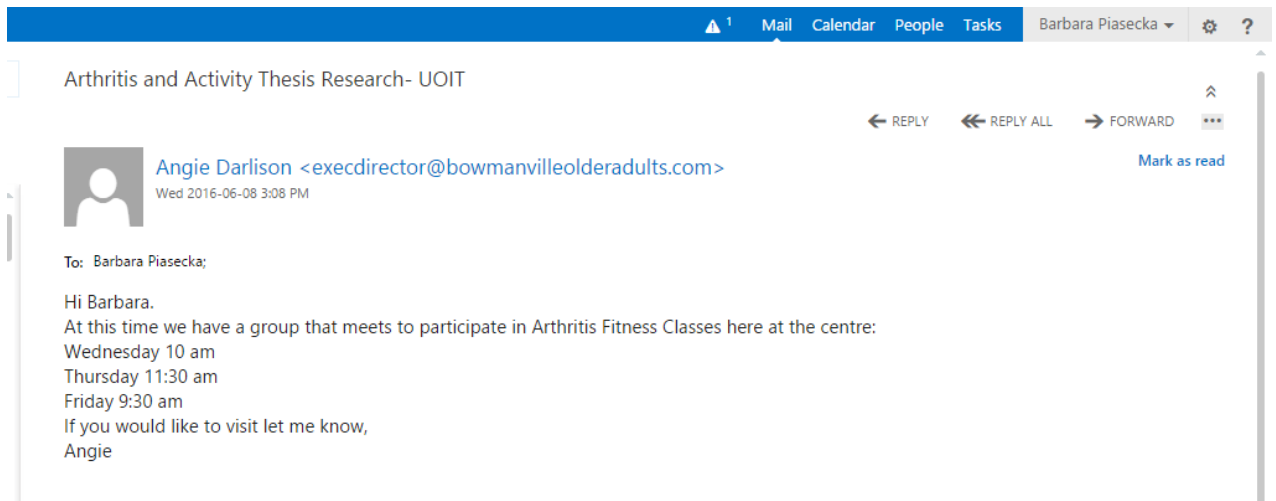 1 Mail Calendar People Tasks Barbara Piasecka ?
Arthritis and Activity Thesis Research- UOIT
REPLY REPLY ALL FORWARD ...
Angie Darlison <execdirector@bowmanvilleolderadults.com> Mark as read
Wed 2016-06-08 3:08 PM
To: Barbara Piasecka;
Hi Barbara.
At this time we have a group that meets to participate in Arthritis Fitness Classes here at the centre:
Wednesday 10 am
Thursday 11:30 am
Friday 9:30 am
If you would like to visit let me know,
Angie